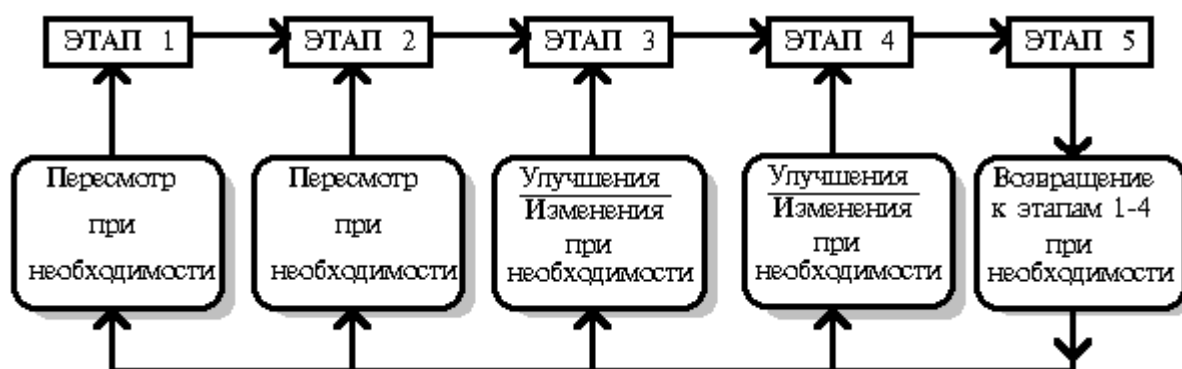 ЭТАП 1
ЭТАП 2
ЭТАП 3
ЭТАП 4
ЭТАП 5
Пересмотр
при
необходимости
Пересмотр
при
необходимости
Улучшения
Изменения
при
необходимости
Улучшения
Изменения
при
необходимости
Возвращение
к этапам 1-4
при
необходимости